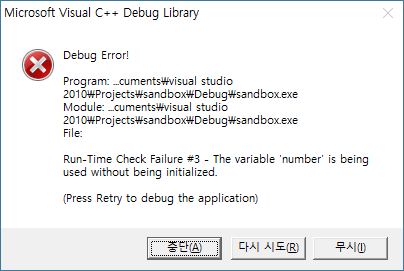 Microsoft Visual C++ Debug Library
Debug Error!
Program: ...cuments₩visual studio
2010₩Projects₩sandbox₩Debug₩sandbox.exe
Module: ...cuments₩visual studio
2010₩Projects₩sandbox₩Debug₩sandbox.exe
File:
Run-Time Check Failure #3 - The variable 'number' is being
used without being initialized.
(Press Retry to debug the application)
중단(A)
다시 시도(R)
무시(I)